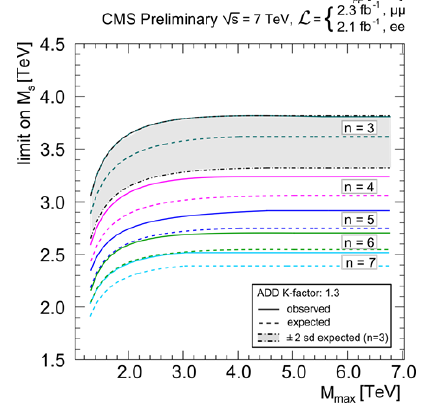 CMS Preliminary √s = 7 TeV, ℒ = { 2.3 fb⁻¹, μμ
2.1 fb⁻¹, ee
limit on Mₛ [TeV]
4.5
4.0
3.5
3.0
2.5
2.0
1.5
n = 3
n = 4
n = 5
n = 6
n = 7
ADD K-factor: 1.3
observed
expected
±2 sd expected (n=3)
2.0 3.0 4.0 5.0 6.0 7.0
Mmax [TeV]